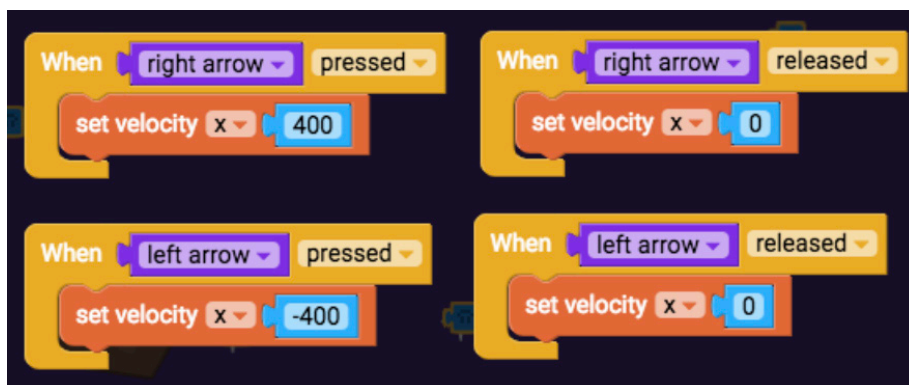 When right arrow pressed
set velocity x 400
When right arrow released
set velocity x 0
When left arrow pressed
set velocity x -400
When left arrow released
set velocity x 0